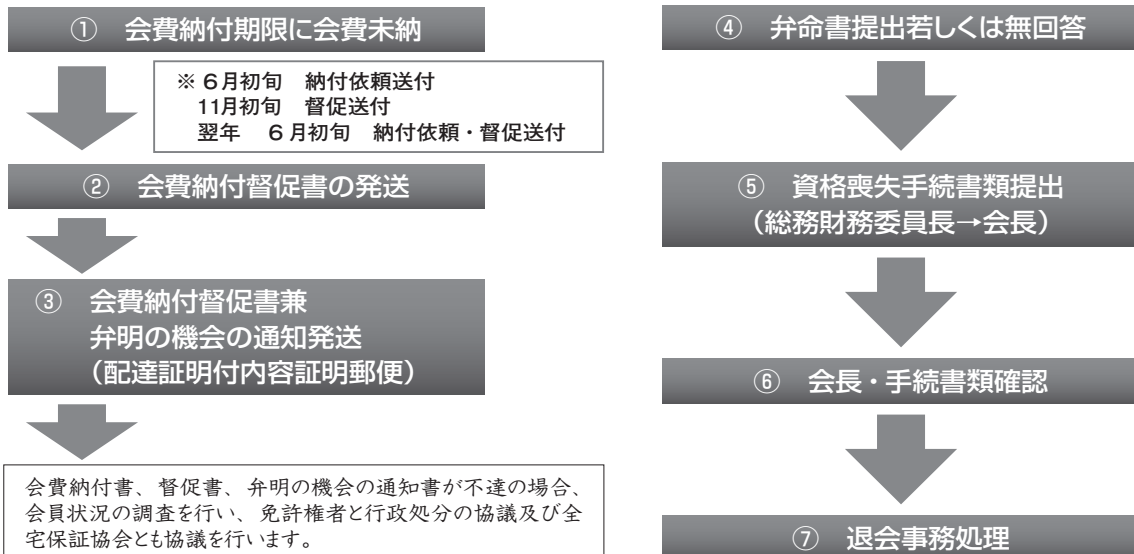 ① 会費納付期限に会費未納
※６月初旬 納付依頼送付
11月初旬 督促送付
翌年 ６月初旬 納付依頼・督促送付
② 会費納付督促書の発送
③ 会費納付督促書兼
弁明の機会の通知発送
（配達証明付内容証明郵便）
会費納付書、督促書、弁明の機会の通知書が不達の場合、
会員状況の調査を行い、免許権者と行政処分の協議及び全
宅保証協会とも協議を行います。
④ 弁命書提出若しくは無回答
⑤ 資格喪失手続書類提出
（総務財務委員長→会長）
⑥ 会長・手続書類確認
⑦ 退会事務処理